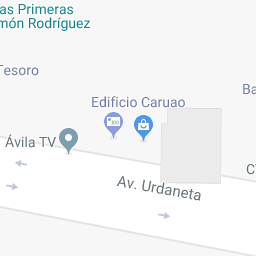 as Primeras
món Rodríguez
Tesoro
Edificio Caruao
Ba
Ávila TV
C
Av. Urdaneta